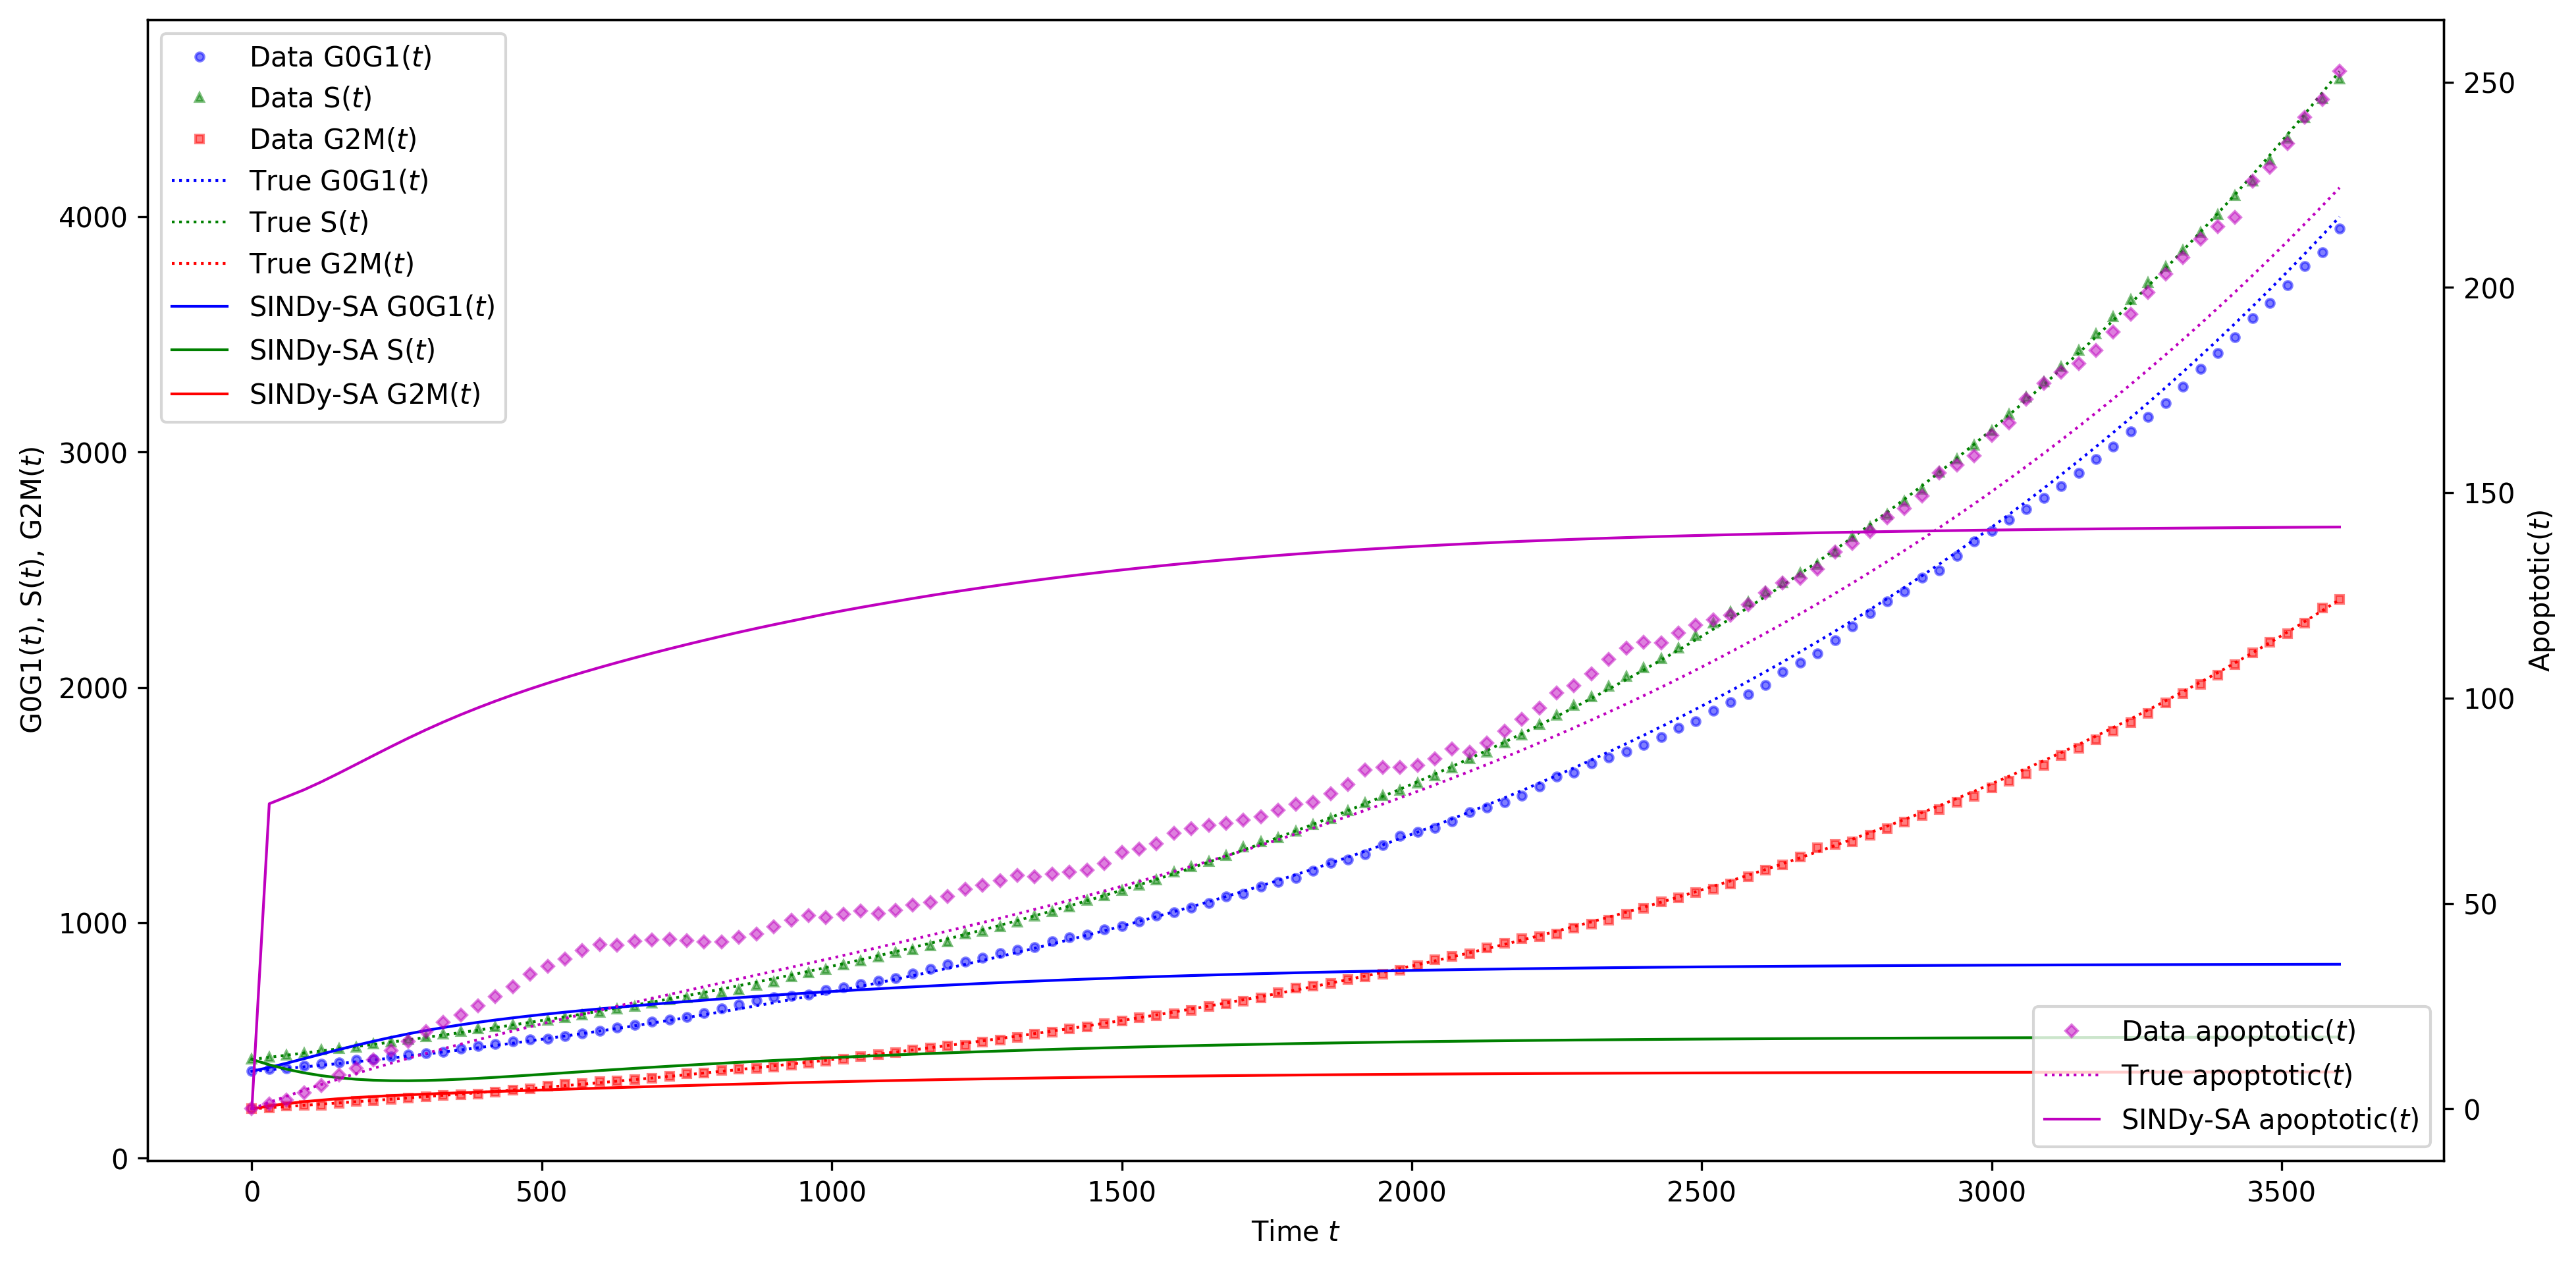 Data G0G1(t)
Data S(t)
Data G2M(t)
True G0G1(t)
True S(t)
True G2M(t)
SINDy-SA G0G1(t)
SINDy-SA S(t)
SINDy-SA G2M(t)
4000
3000
2000
1000
0
G0G1(t), S(t), G2M(t)
250
200
150
100
50
0
Apoptotic(t)
Data apoptotic(t)
True apoptotic(t)
SINDy-SA apoptotic(t)
0 500 1000 1500 2000 2500 3000 3500
Time t